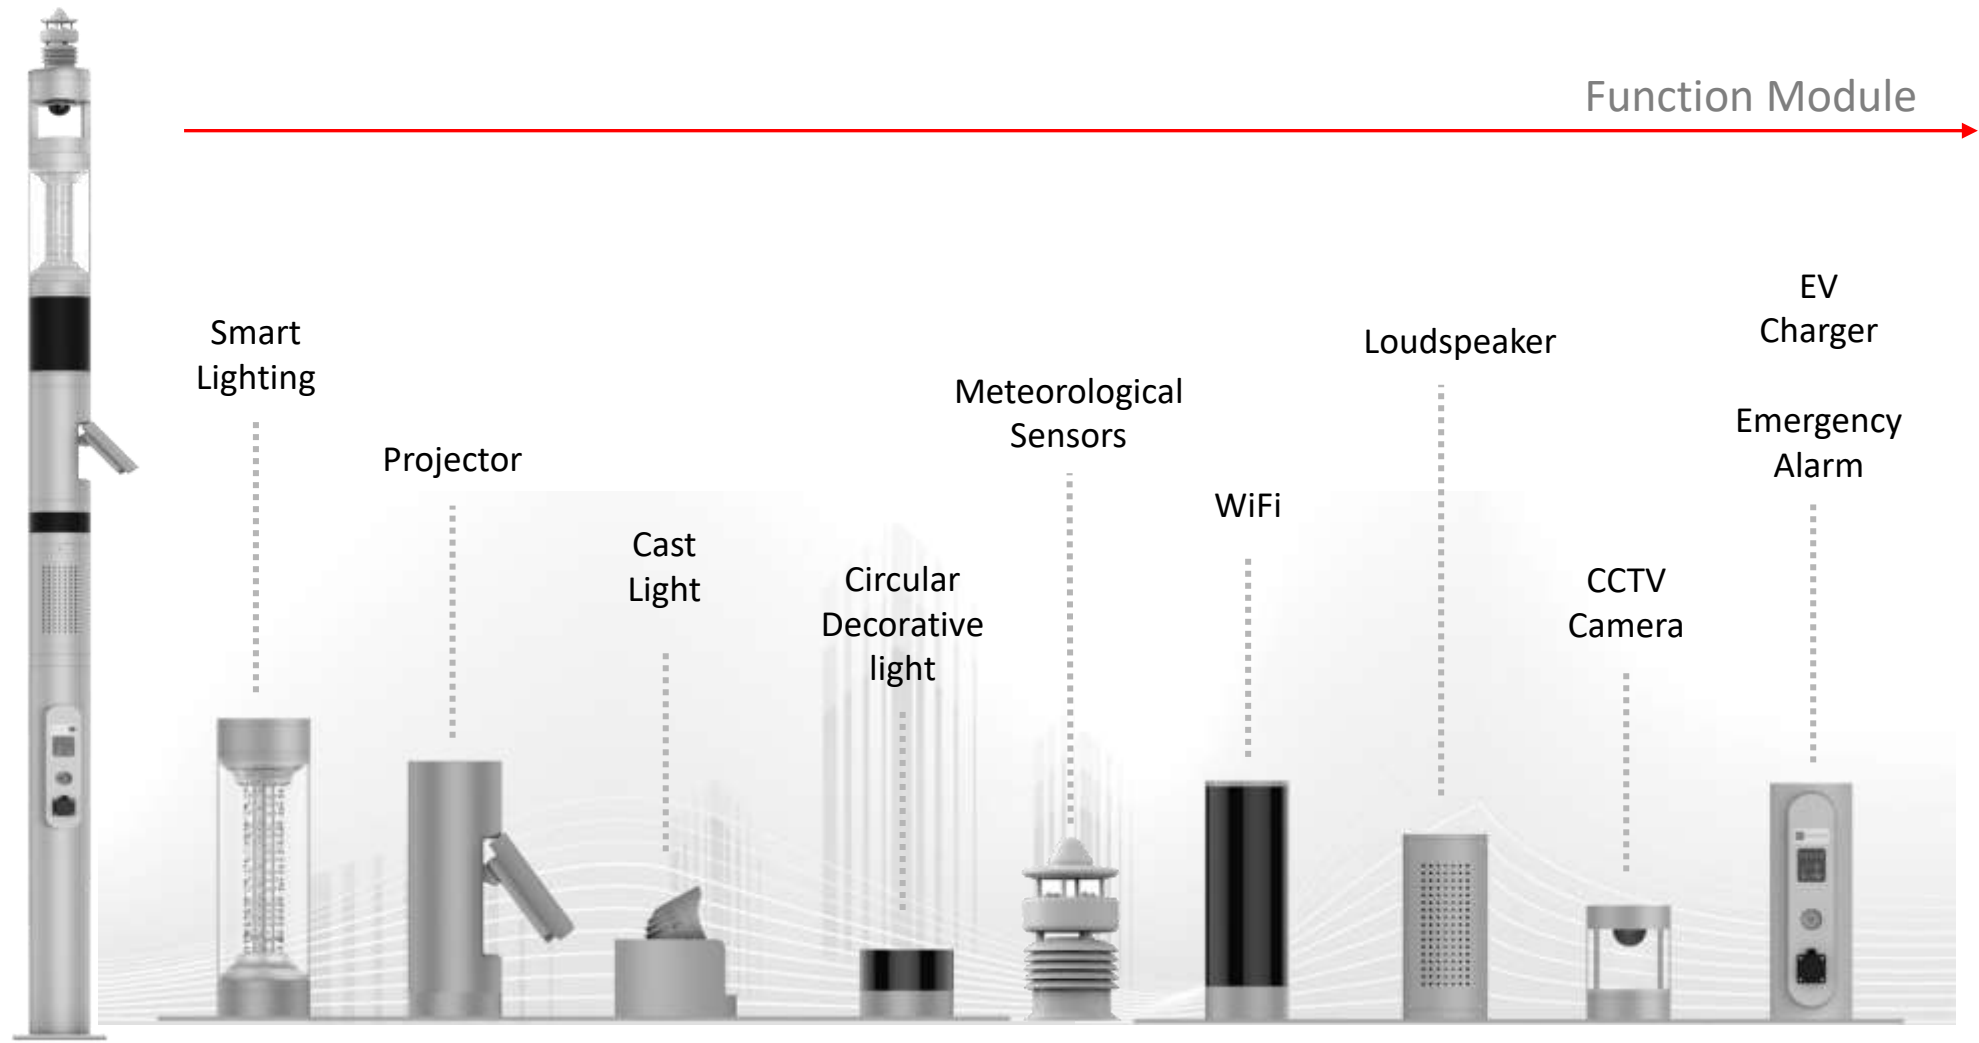 Function Module
Smart
Lighting
Projector
Cast
Light
Circular
Decorative
light
Meteorological
Sensors
WiFi
Loudspeaker
CCTV
Camera
EV
Charger
Emergency
Alarm